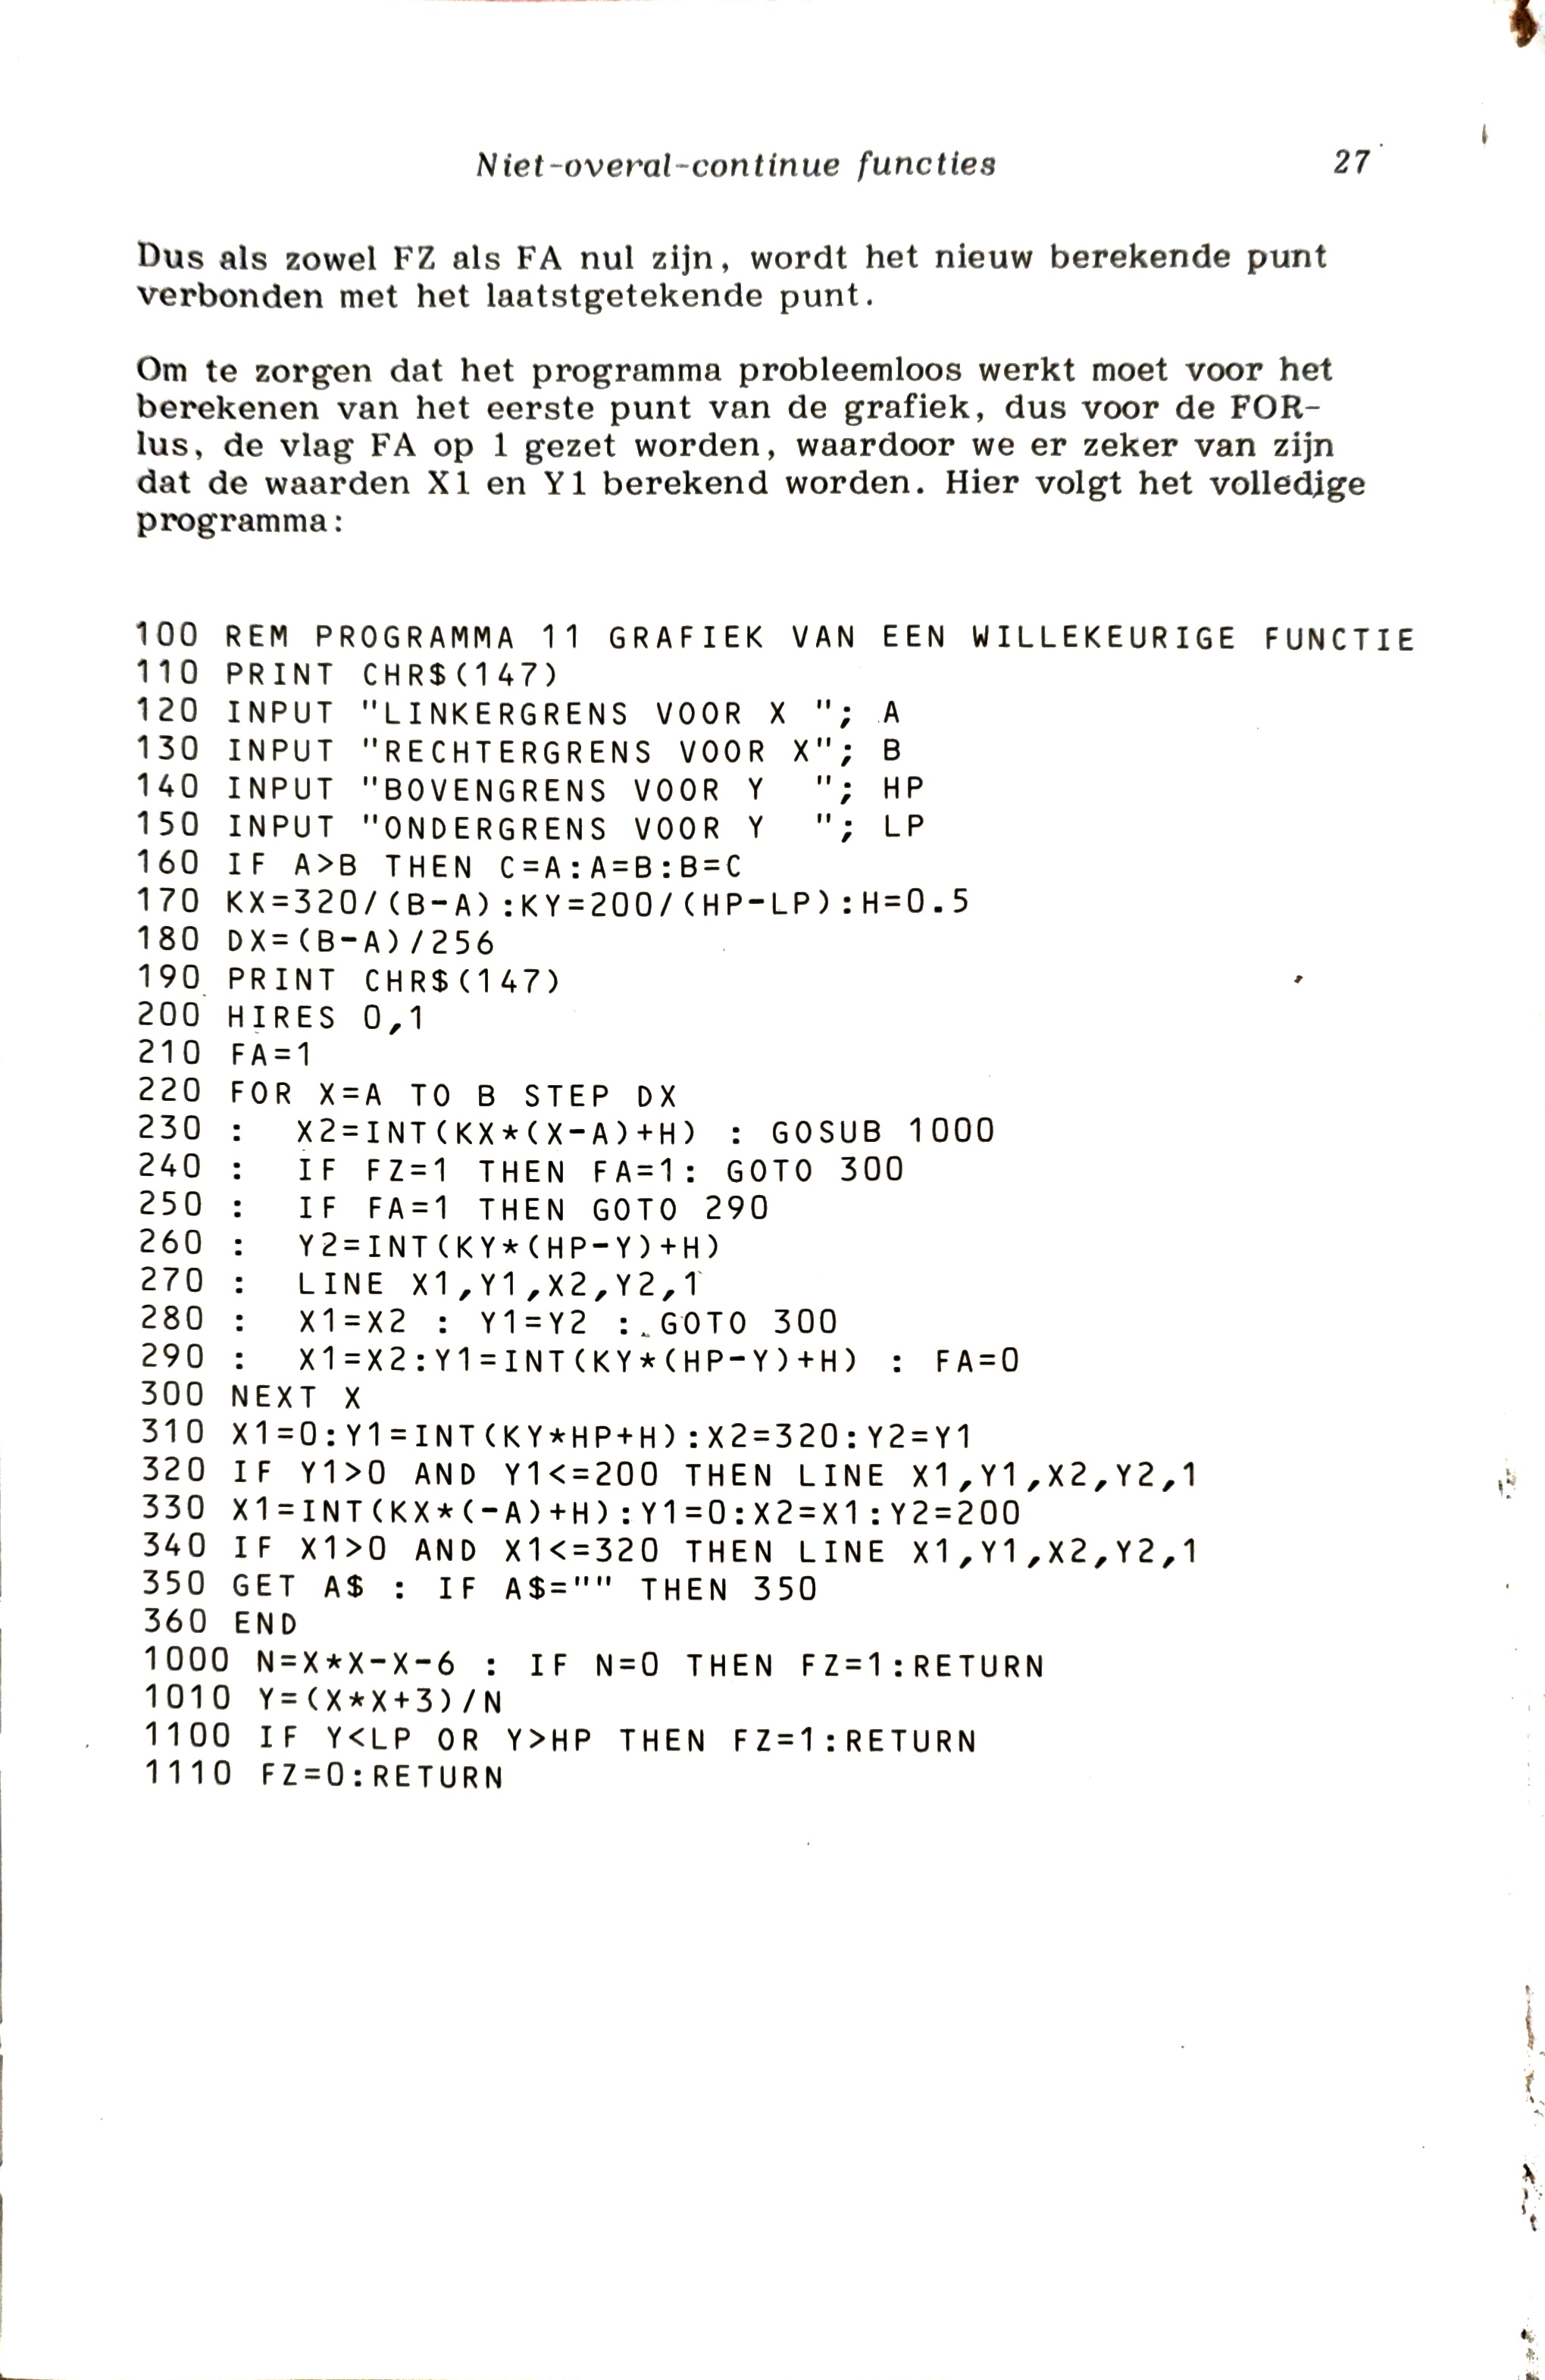 Niet-overal-continue functies 27
Dus als zowel FZ als FA nul zijn, wordt het nieuw berekende punt
verbonden met het laatstgetekende punt.
Om te zorgen dat het programma probleemloos werkt moet voor het
berekenen van het eerste punt van de grafiek, dus voor de FOR-
lus, de vlag FA op 1 gezet worden, waardoor we er zeker van zijn
dat de waarden X1 en Y1 berekend worden. Hier volgt het volledige
programma:
100 REM PROGRAMMA 11 GRAFIEK VAN EEN WILLEKEURIGE FUNCTIE
110 PRINT CHR$(147)
120 INPUT "LINKERGRENS VOOR X "; A
130 INPUT "RECHTERGRENS VOOR X"; B
140 INPUT "BOVENGRENS VOOR Y  "; HP
150 INPUT "ONDERGRENS VOOR Y  "; LP
160 IF A>B THEN C=A:A=B:B=C
170 KX=320/(B-A):KY=200/(HP-LP):H=0.5
180 DX=(B-A)/256
190 PRINT CHR$(147)
200 HIRES 0,1
210 FA=1
220 FOR X=A TO B STEP DX
230 :  X2=INT(KX*(X-A)+H) : GOSUB 1000
240 :  IF FZ=1 THEN FA=1: GOTO 300
250 :  IF FA=1 THEN GOTO 290
260 :  Y2=INT(KY*(HP-Y)+H)
270 :  LINE X1,Y1,X2,Y2,1
280 :  X1=X2 : Y1=Y2 : GOTO 300
290 :  X1=X2:Y1=INT(KY*(HP-Y)+H) : FA=0
300 NEXT X
310 X1=0:Y1=INT(KY*HP+H):X2=320:Y2=Y1
320 IF Y1>0 AND Y1<=200 THEN LINE X1,Y1,X2,Y2,1
330 X1=INT(KX*(-A)+H):Y1=0:X2=X1:Y2=200
340 IF X1>0 AND X1<=320 THEN LINE X1,Y1,X2,Y2,1
350 GET A$ : IF A$="" THEN 350
360 END
1000 N=X*X-X-6 : IF N=0 THEN FZ=1:RETURN
1010 Y=(X*X+3)/N
1100 IF Y<LP OR Y>HP THEN FZ=1:RETURN
1110 FZ=0:RETURN